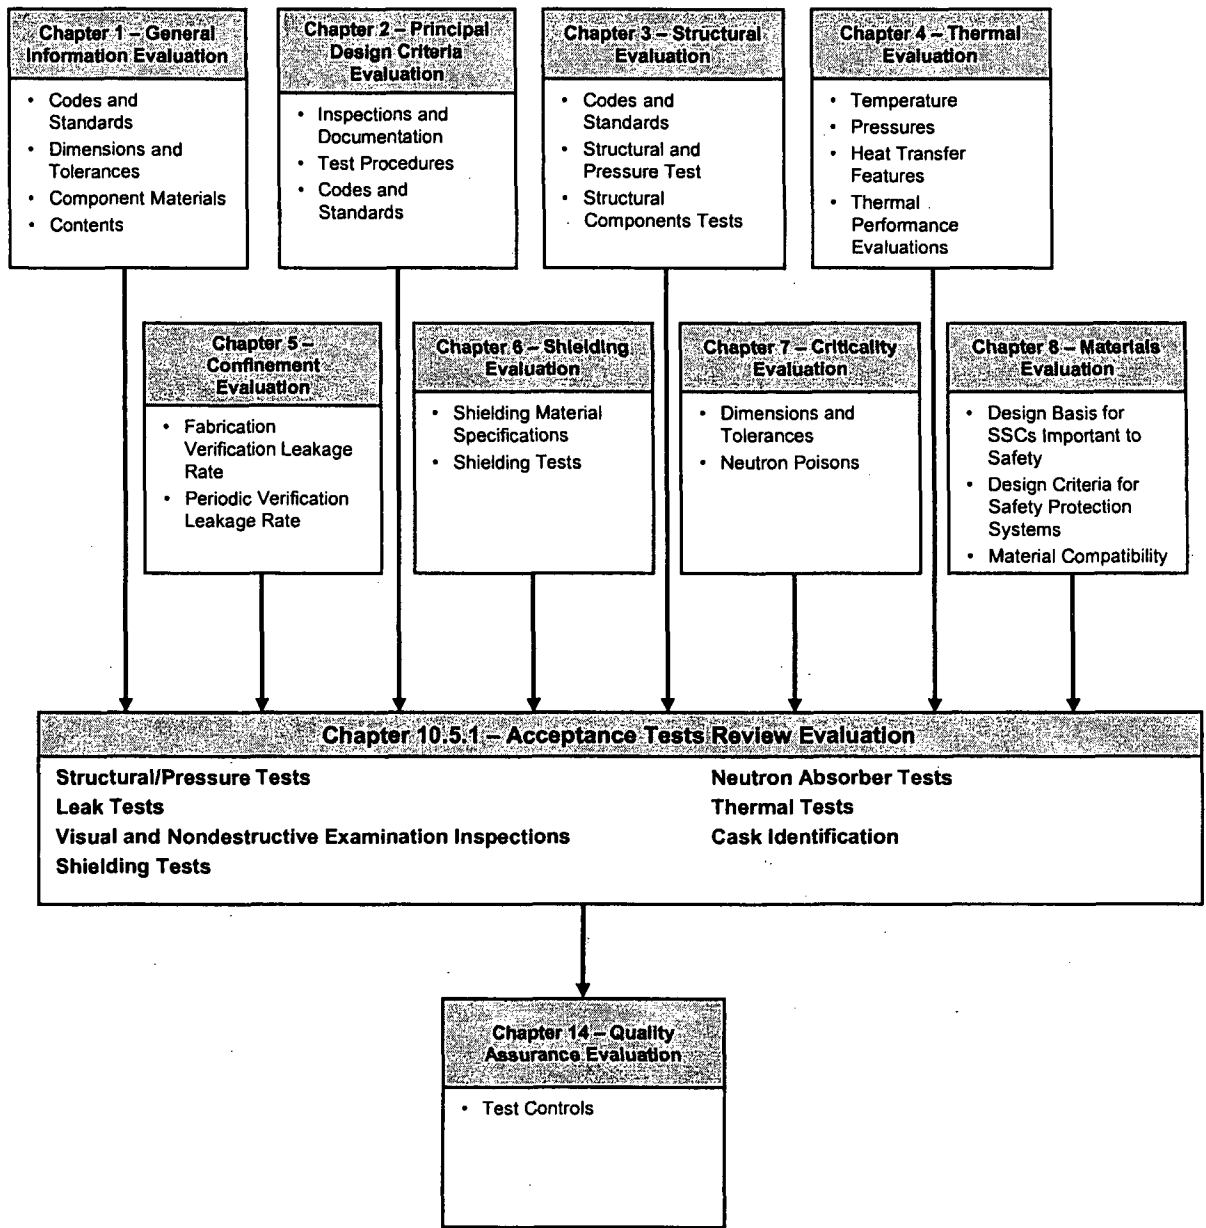 Chapter 1 – General
Information Evaluation
• Codes and
Standards
• Dimensions and
Tolerances
• Component Materials
• Contents
Chapter 2 – Principal
Design Criteria
Evaluation
• Inspections and
Documentation
• Test Procedures
• Codes and
Standards
Chapter 3 – Structural
Evaluation
• Codes and
Standards
• Structural and
Pressure Test
• Structural
Components Tests
Chapter 4 – Thermal
Evaluation
• Temperature
• Pressures
• Heat Transfer
Features
• Thermal
Performance
Evaluations
Chapter 5 –
Confinement
Evaluation
• Fabrication
Verification Leakage
Rate
• Periodic Verification
Leakage Rate
Chapter 6 – Shielding
Evaluation
• Shielding Material
Specifications
• Shielding Tests
Chapter 7 – Criticality
Evaluation
• Dimensions and
Tolerances
• Neutron Poisons
Chapter 8 – Materials
Evaluation
• Design Basis for
SSCs Important to
Safety
• Design Criteria for
Safety Protection
Systems
• Material Compatibility
Chapter 10.5.1 – Acceptance Tests Review Evaluation
Structural/Pressure Tests
Leak Tests
Visual and Nondestructive Examination Inspections
Shielding Tests
Neutron Absorber Tests
Thermal Tests
Cask Identification
Chapter 14 – Quality
Assurance Evaluation
• Test Controls